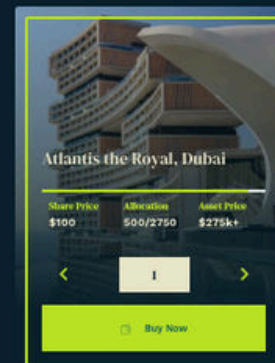 Atlantis the Royal, Dubai
Share Price Allocation Asset Price
$100 500/2750 $275k+
1
Buy Now